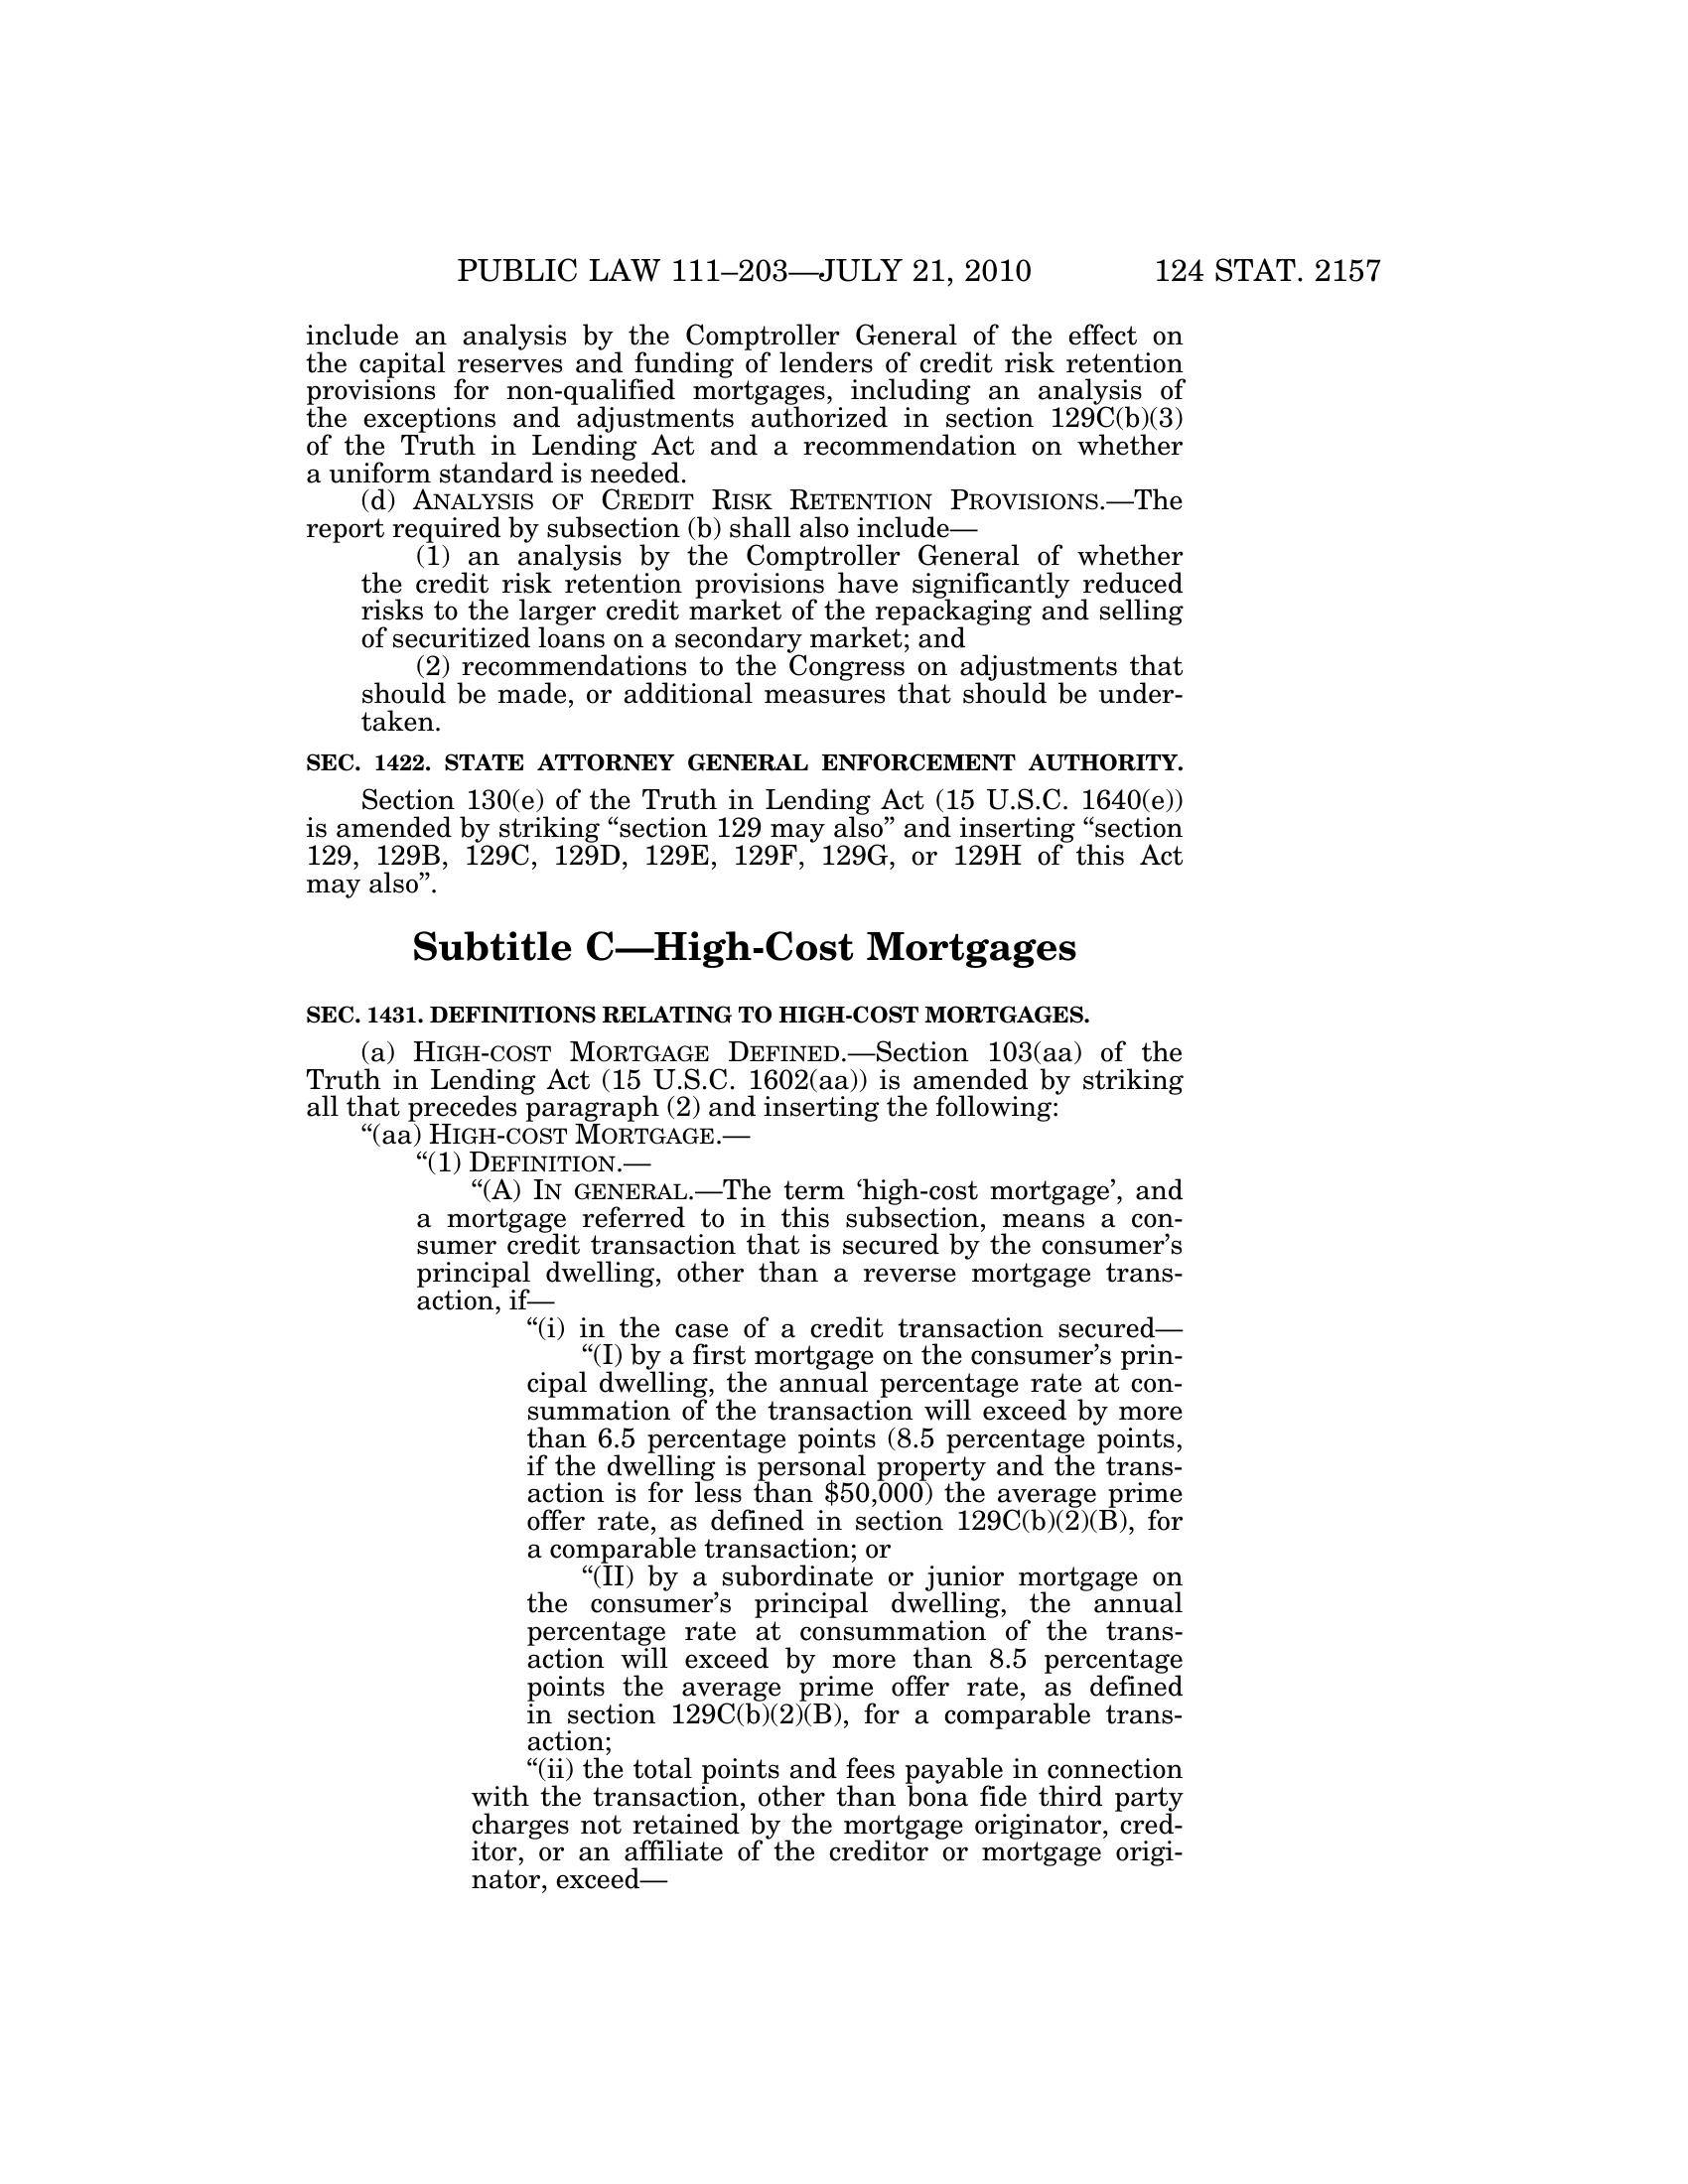 PUBLIC LAW 111–203—JULY 21, 2010 124 STAT. 2157
include an analysis by the Comptroller General of the effect on
the capital reserves and funding of lenders of credit risk retention
provisions for non-qualified mortgages, including an analysis of
the exceptions and adjustments authorized in section 129C(b)(3)
of the Truth in Lending Act and a recommendation on whether
a uniform standard is needed.
(d) ANALYSIS OF CREDIT RISK RETENTION PROVISIONS.—The
report required by subsection (b) shall also include—
(1) an analysis by the Comptroller General of whether
the credit risk retention provisions have significantly reduced
risks to the larger credit market of the repackaging and selling
of securitized loans on a secondary market; and
(2) recommendations to the Congress on adjustments that
should be made, or additional measures that should be under-
taken.
SEC. 1422. STATE ATTORNEY GENERAL ENFORCEMENT AUTHORITY.
Section 130(e) of the Truth in Lending Act (15 U.S.C. 1640(e))
is amended by striking “section 129 may also” and inserting “section
129, 129B, 129C, 129D, 129E, 129F, 129G, or 129H of this Act
may also”.
Subtitle C—High-Cost Mortgages
SEC. 1431. DEFINITIONS RELATING TO HIGH-COST MORTGAGES.
(a) HIGH-COST MORTGAGE DEFINED.—Section 103(aa) of the
Truth in Lending Act (15 U.S.C. 1602(aa)) is amended by striking
all that precedes paragraph (2) and inserting the following:
“(aa) HIGH-COST MORTGAGE.—
“(1) DEFINITION.—
“(A) IN GENERAL.—The term ‘high-cost mortgage’, and
a mortgage referred to in this subsection, means a con-
sumer credit transaction that is secured by the consumer’s
principal dwelling, other than a reverse mortgage trans-
action, if—
“(i) in the case of a credit transaction secured—
“(I) by a first mortgage on the consumer’s prin-
cipal dwelling, the annual percentage rate at con-
summation of the transaction will exceed by more
than 6.5 percentage points (8.5 percentage points,
if the dwelling is personal property and the trans-
action is for less than $50,000) the average prime
offer rate, as defined in section 129C(b)(2)(B), for
a comparable transaction; or
“(II) by a subordinate or junior mortgage on
the consumer’s principal dwelling, the annual
percentage rate at consummation of the trans-
action will exceed by more than 8.5 percentage
points the average prime offer rate, as defined
in section 129C(b)(2)(B), for a comparable trans-
action;
“(ii) the total points and fees payable in connection
with the transaction, other than bona fide third party
charges not retained by the mortgage originator, cred-
itor, or an affiliate of the creditor or mortgage origi-
nator, exceed—